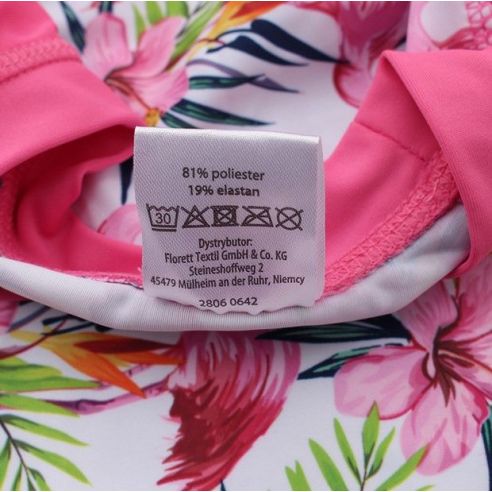 81% poliester
19% elastan
30
Dystrybutor:
Florett Textil GmbH & Co. KG
Steineshoffweg 2
45479 Mülheim an der Ruhr, Niemcy
2806 0642